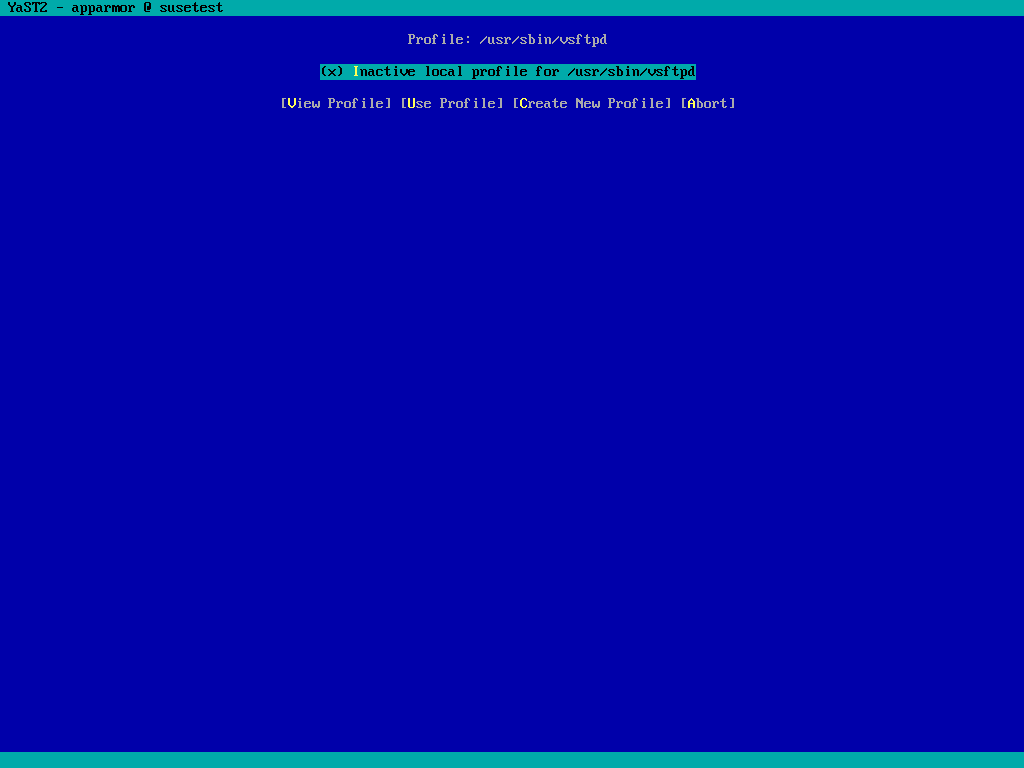 YaST2 - apparmor @ susetest
Profile: /usr/sbin/vsftpd
(x) Inactive local profile for /usr/sbin/vsftpd
[View Profile] [Use Profile] [Create New Profile] [Abort]